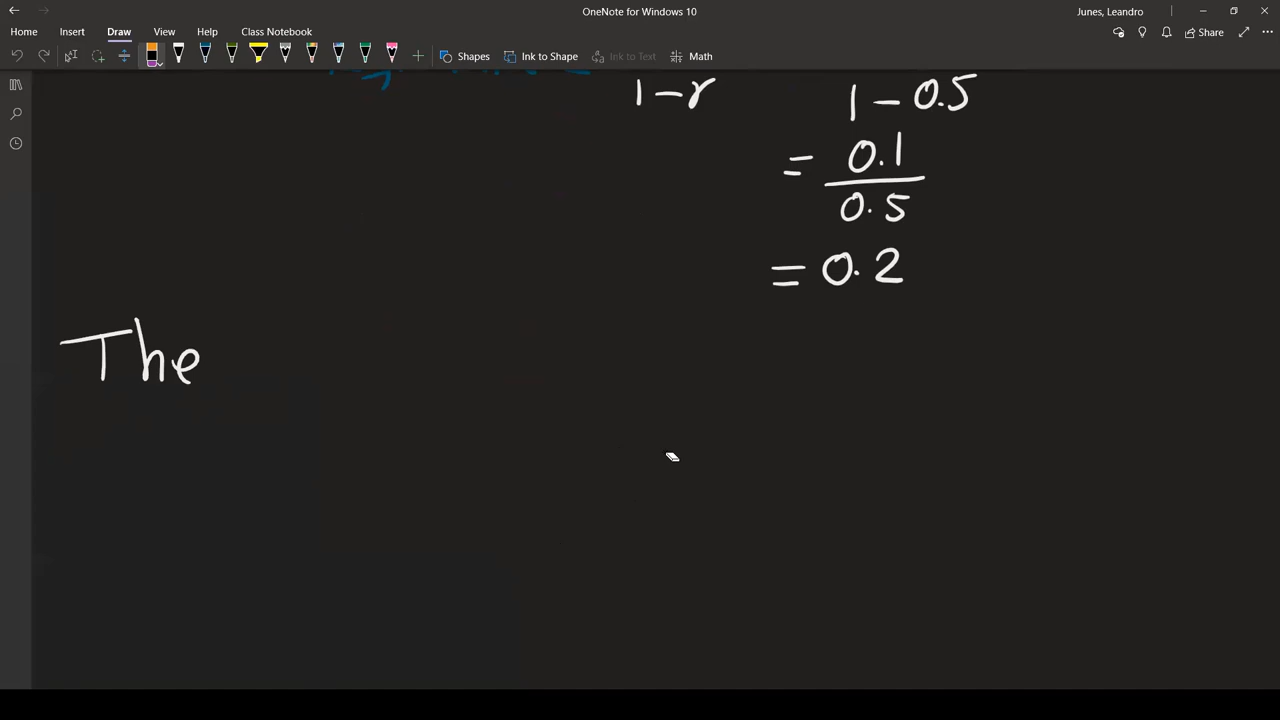 OneNote for Windows 10
Junes, Leandro
Home Insert Draw View Help Class Notebook
Share
Shapes Ink to Shape Ink to Text Math
1 - r 1 - 0.5
= 0.1
0.5
= 0.2
The